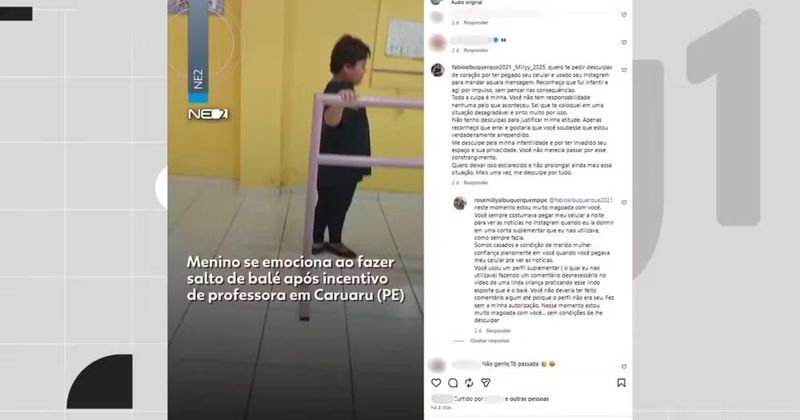 NE2
NE2
Menino se emociona ao fazer
salto de balé após incentivo
de professora em Caruaru (PE)
Áudio original
2 d Responder
2 d Responder
fabioalbuquerque2021 _Millyy_2025, quero te pedir desculpas
de coração por ter pegado seu celular e usado seu Instagram
para mandar aquela mensagem. Reconheço que fui infantil e
agi por impulso, sem pensar nas consequências.
Toda a culpa é minha. Você não tem responsabilidade
nenhuma pelo que aconteceu. Sei que te coloquei em uma
situação desagradável e sinto muito por isso.
Não tenho desculpas para justificar minha atitude. Apenas
reconheço que errei e gostaria que você soubesse que estou
verdadeiramente arrependido.
Me desculpe pela minha infantilidade e por ter invadido seu
espaço e sua privacidade. Você não merecia passar por esse
constrangimento.
Quero deixar isso esclarecido e não prolongar ainda mais essa
situação. Mais uma vez, me desculpe por tudo.
2 d Responder
rosemillyalbuquerquemppe @fabioalbuquerque2021
neste momento estou muito magoada com você.
Você sempre costumava pegar meu celular a noite
para ver as notícias no Instagram quando eu ia dormir
em uma conta suplementar que eu nao utilizava,
como sempre fazia.
Somos casados e condição de marido mulher
confiança plenamente em você quando você pegava
meu celular pra ver as notícias.
Você usou um perfil suplementar ( o qual eu nao
utilizava) fazendo um comentário desnecessário no
vídeo de uma linda criança praticando esse lindo
esporte que é o balé. Você não deveria ter feito
comentário algum até porque o perfil não era seu. Fez
sem a minha autorização. Neste momento estou
muito magoada com você... sem condições de lhe
desculpar
2 d Responder
Ocultar respostas
Não gente,Tô passada
Curtido por e outras pessoas
há 4 dias
1